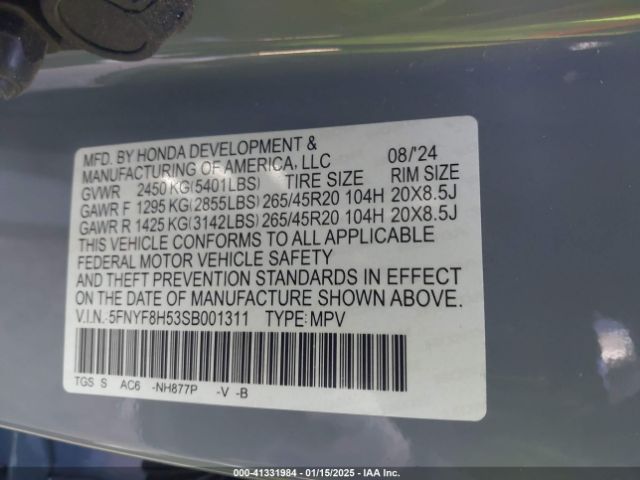 MFD. BY HONDA DEVELOPMENT & 08/'24
MANUFACTURING OF AMERICA, LLC
GVWR 2450 KG(5401LBS) TIRE SIZE RIM SIZE
GAWR F 1295 KG(2855LBS) 265/45R20 104H 20X8.5J
GAWR R 1425 KG(3142LBS) 265/45R20 104H 20X8.5J
THIS VEHICLE CONFORMS TO ALL APPLICABLE
FEDERAL MOTOR VEHICLE SAFETY
AND THEFT PREVENTION STANDARDS IN EFFECT
ON THE DATE OF MANUFACTURE SHOWN ABOVE.
V.I.N. 5FNYF8H53SB001311 TYPE: MPV
TGS S AC6 -NH877P -V -B
000-41331984 | 01/15/2025 - IAA Inc.